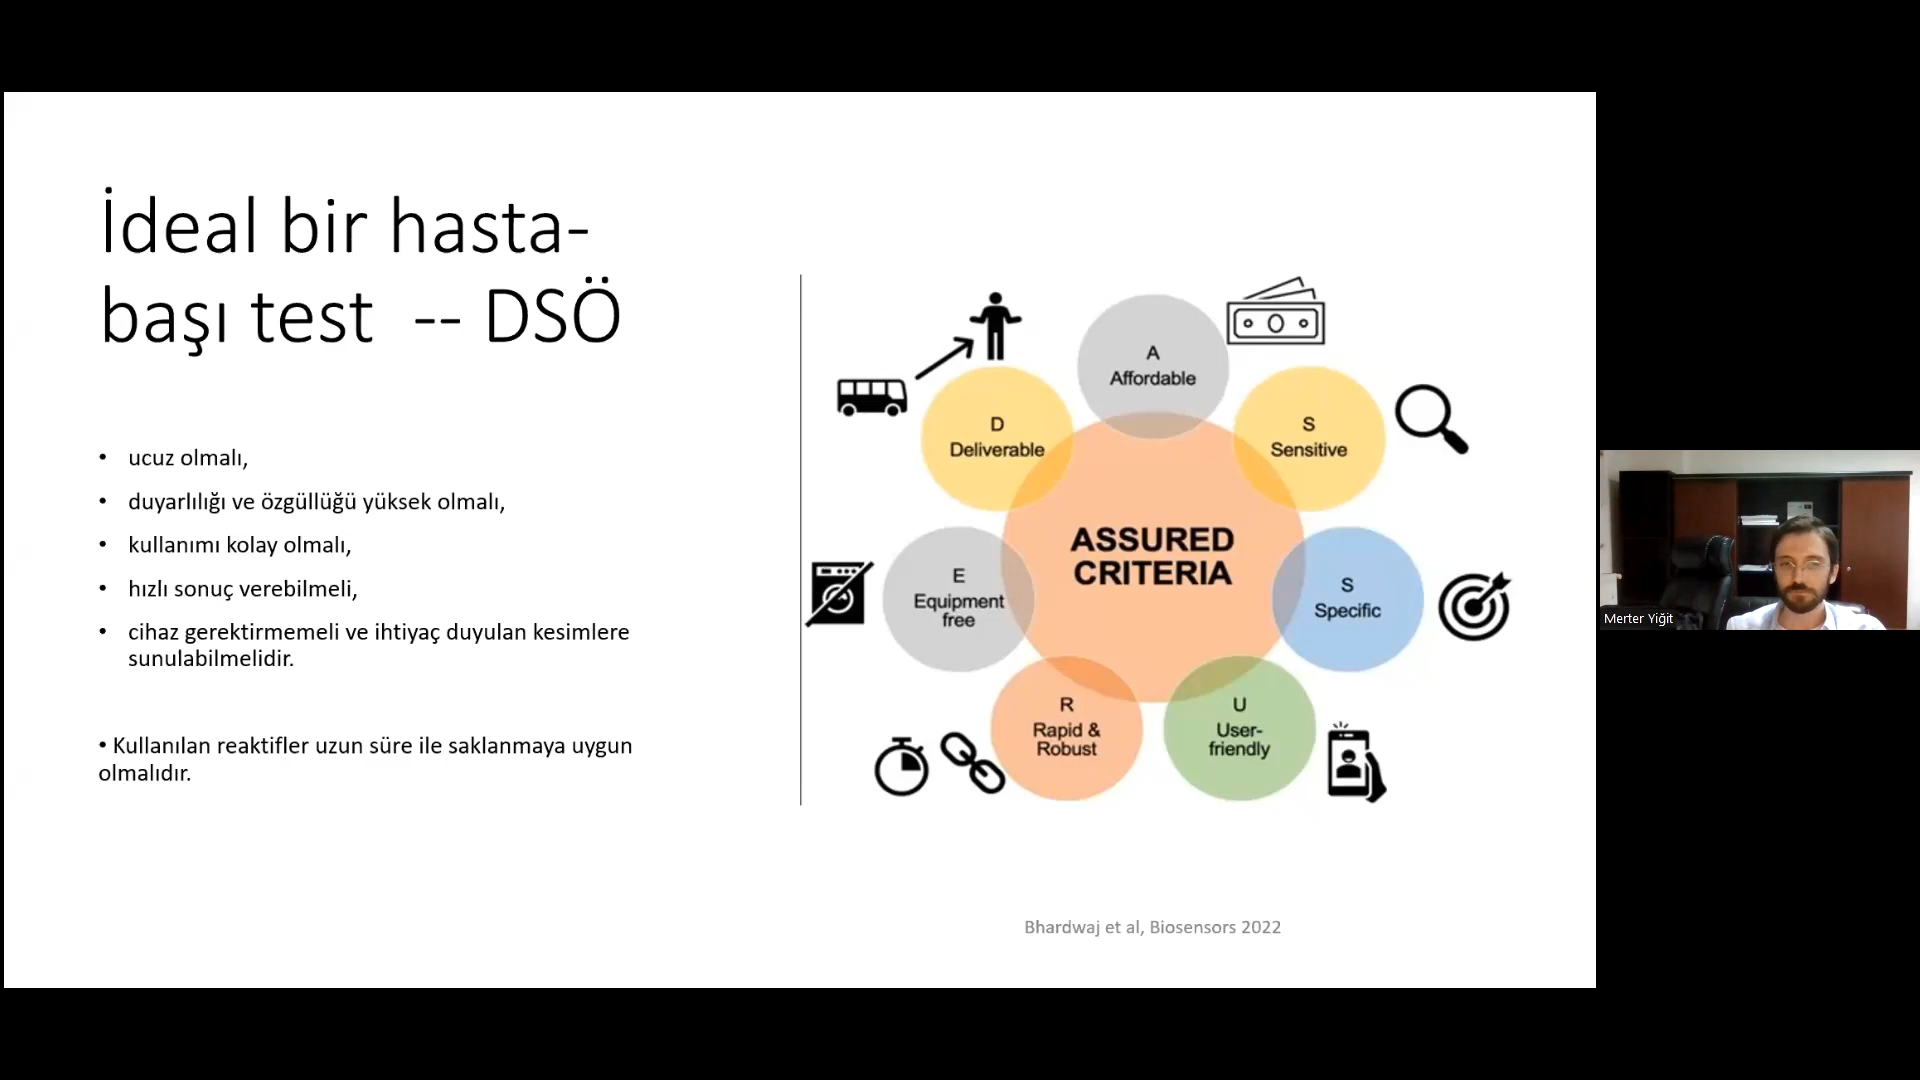 İdeal bir hasta-
başı test  -- DSÖ
• ucuz olmalı,
• duyarlılığı ve özgüllüğü yüksek olmalı,
• kullanımı kolay olmalı,
• hızlı sonuç verebilmeli,
• cihaz gerektirmemeli ve ihtiyaç duyulan kesimlere
sunulabilmelidir.
• Kullanılan reaktifler uzun süre ile saklanmaya uygun
olmalıdır.
A
Affordable
S
Sensitive
S
Specific
U
User-
friendly
R
Rapid &
Robust
E
Equipment
free
D
Deliverable
ASSURED
CRITERIA
Bhardwaj et al, Biosensors 2022
Merter Yiğit